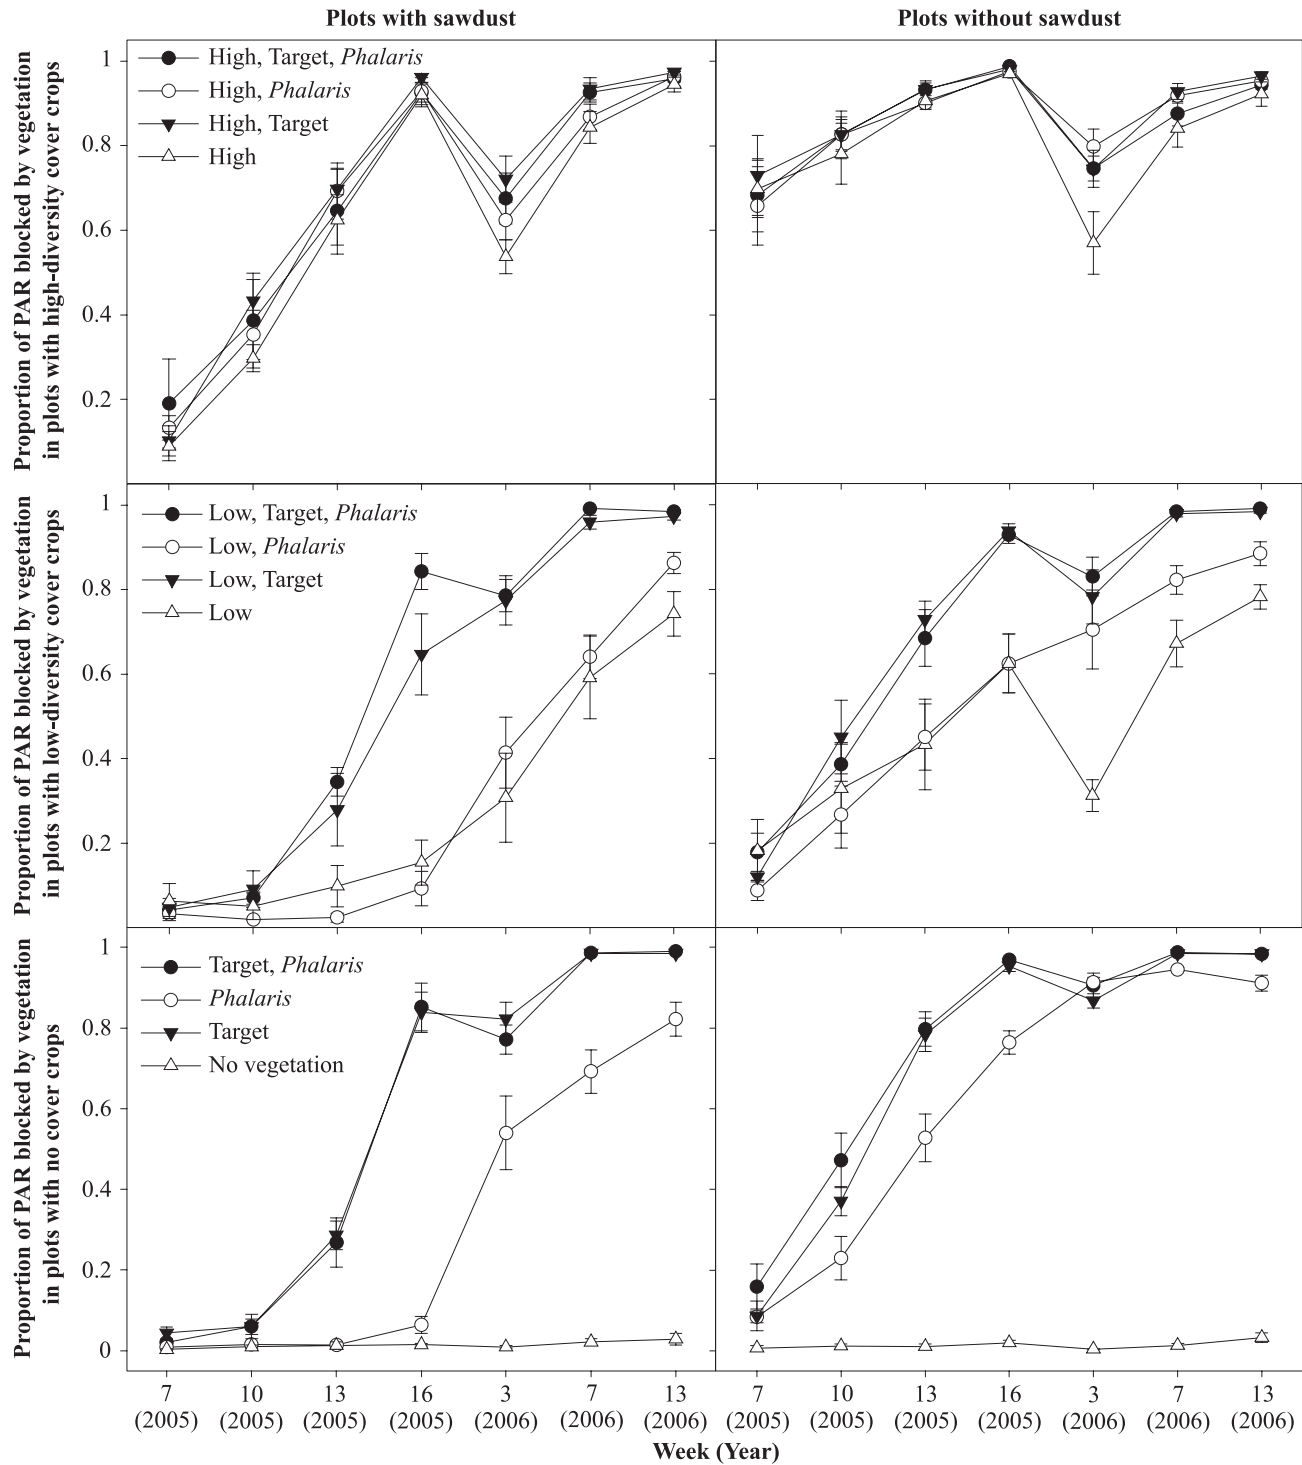 Plots with sawdust
Plots without sawdust
Proportion of PAR blocked by vegetation
in plots with high-diversity cover crops
1
0.8
0.6
0.4
0.2
High, Target, Phalaris
High, Phalaris
High, Target
High
Proportion of PAR blocked by vegetation
in plots with low-diversity cover crops
1
0.8
0.6
0.4
0.2
Low, Target, Phalaris
Low, Phalaris
Low, Target
Low
Proportion of PAR blocked by vegetation
in plots with no cover crops
1
0.8
0.6
0.4
0.2
0
Target, Phalaris
Phalaris
Target
No vegetation
7 10 13 16 3 7 13 7 10 13 16 3 7 13
(2005) (2005) (2005) (2005) (2006) (2006) (2006) (2005) (2005) (2005) (2005) (2006) (2006) (2006)
Week (Year)